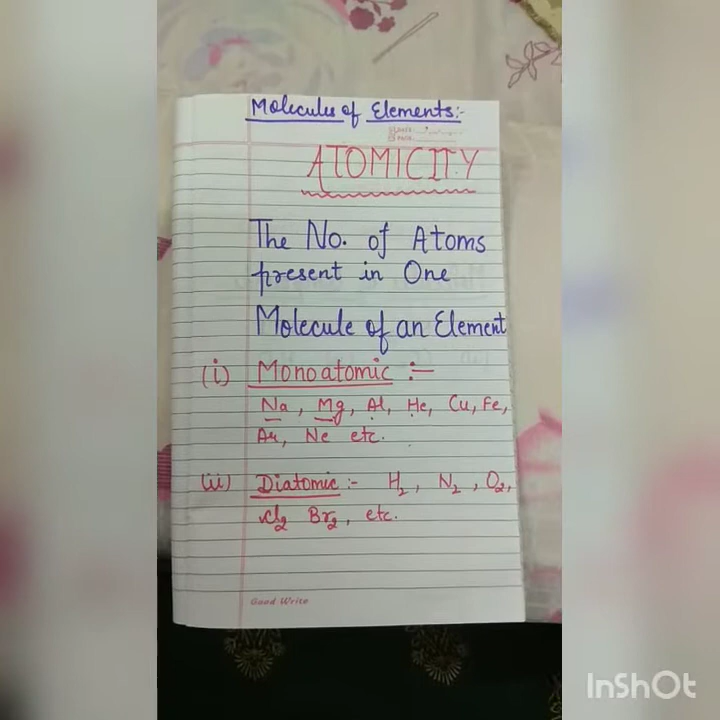 Molecules of Elements:-
ATOMICITY
The No. of Atoms
present in One
Molecule of an Element
(i) Monoatomic :-
Na, Mg, Al, He, Cu, Fe,
Ar, Ne etc.
(ii) Diatomic :- H₂, N₂, O₂,
Cl₂ Br₂, etc.
Good Write
InShOt